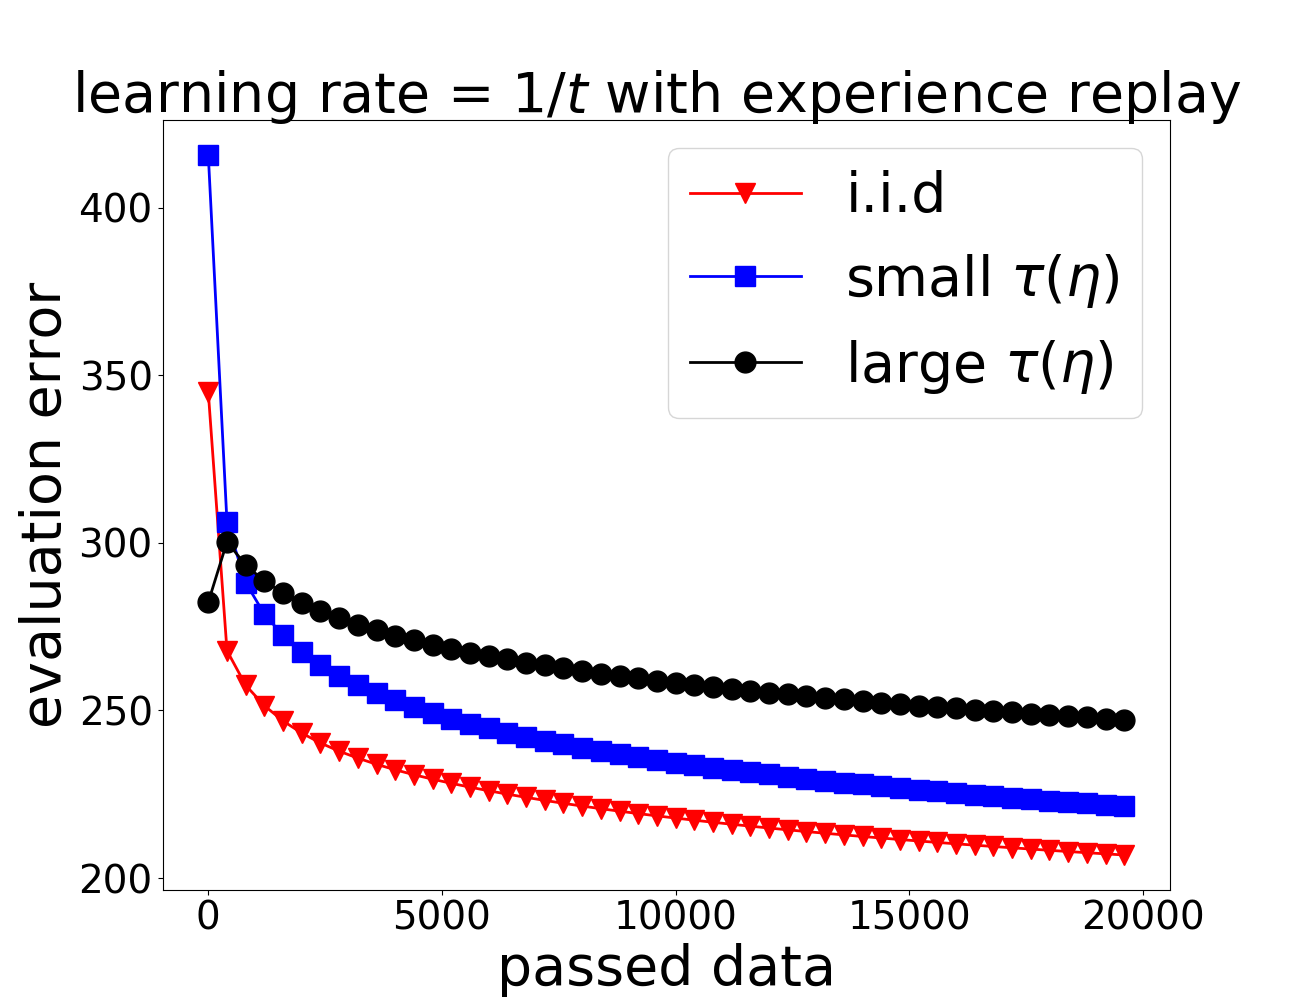 learning rate = 1/t with experience replay
i.i.d
small τ(η)
large τ(η)
evaluation error
400
350
300
250
200
0 5000 10000 15000 20000
passed data